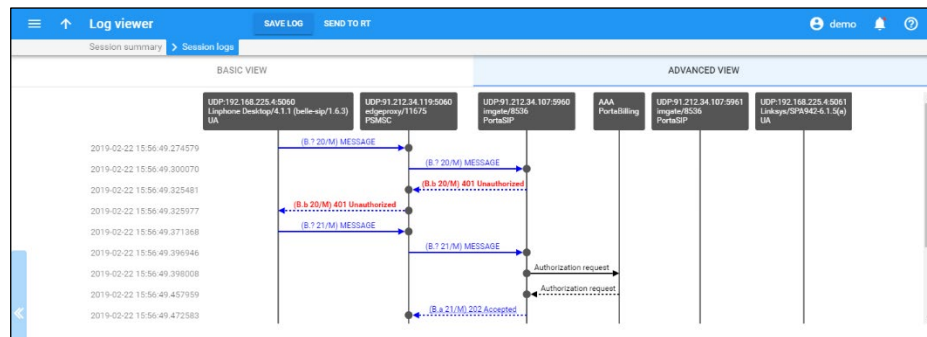 Log viewer SAVE LOG SEND TO RT demo
Session summary Session logs
BASIC VIEW ADVANCED VIEW
UDP:192.168.225.4:5060
Linphone Desktop/4.1.1 (belle-sip/1.6.3)
UA
UDP:91.212.34.119:5060
edgeproxy/11675
PSMSC
UDP:91.212.34.107:5960
imgate/8536
PortaSIP
AAA
PortaBilling
UDP:91.212.34.107:5961
imgate/8536
PortaSIP
UDP:192.168.225.4:5061
Linksys/SPA942-6.1.5(a)
UA
2019-02-22 15:56:49.274579 (B.? 20/M) MESSAGE
2019-02-22 15:56:49.300070 (B.? 20/M) MESSAGE
2019-02-22 15:56:49.325481 (B.b 20/M) 401 Unauthorized
2019-02-22 15:56:49.325977 (B.b 20/M) 401 Unauthorized
2019-02-22 15:56:49.371368 (B.? 21/M) MESSAGE
2019-02-22 15:56:49.396946 (B.? 21/M) MESSAGE
2019-02-22 15:56:49.398008 Authorization request
2019-02-22 15:56:49.457959 Authorization request
2019-02-22 15:56:49.472583 (B.a 21/M) 202 Accepted